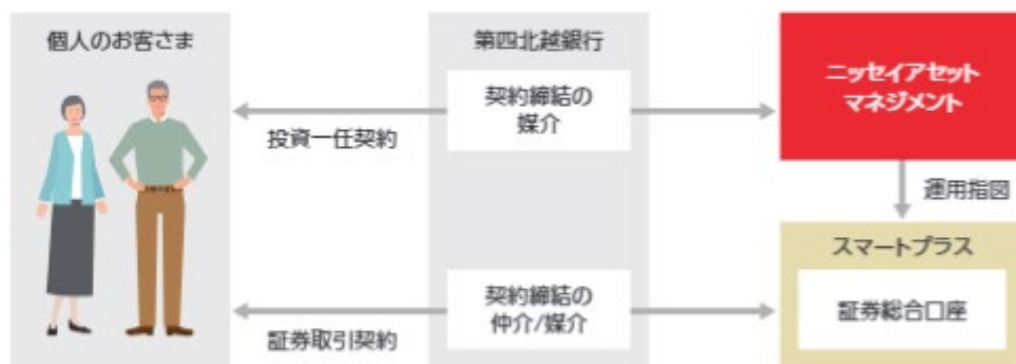 個人のお客さま
第四北越銀行
ニッセイアセット
マネジメント
契約締結の
媒介
投資一任契約
運用指図
スマートプラス
契約締結の
仲介/媒介
証券総合口座
証券取引契約